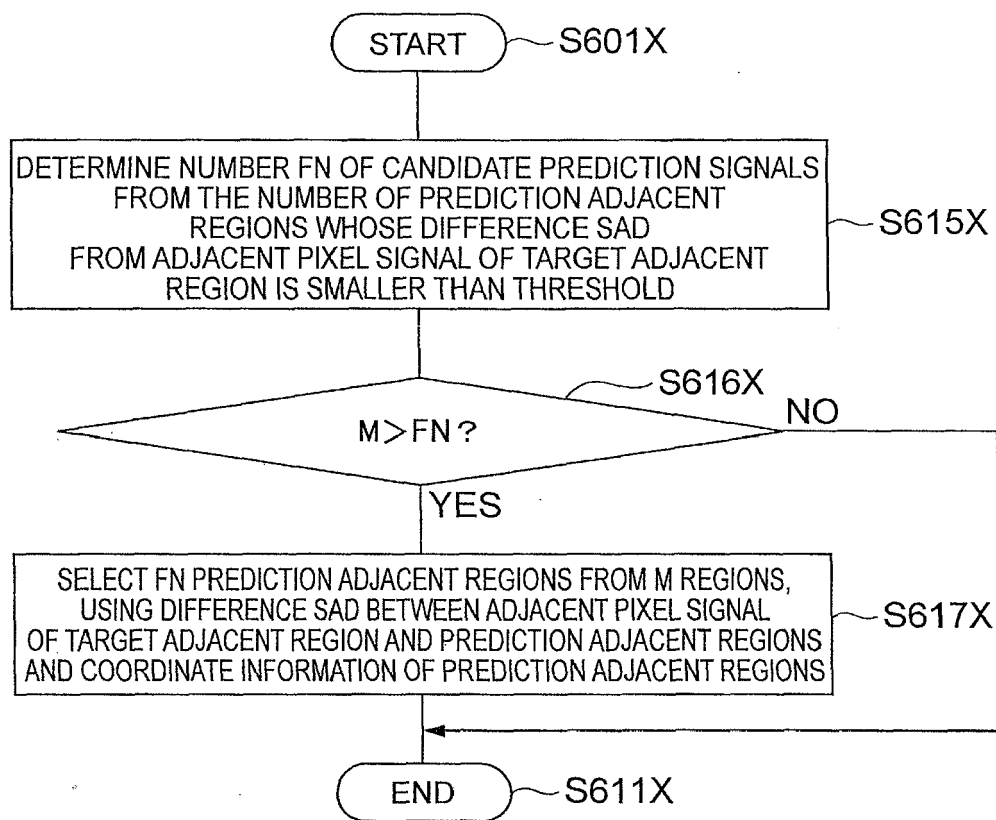 START
S601X
DETERMINE NUMBER FN OF CANDIDATE PREDICTION SIGNALS
FROM THE NUMBER OF PREDICTION ADJACENT
REGIONS WHOSE DIFFERENCE SAD
FROM ADJACENT PIXEL SIGNAL OF TARGET ADJACENT
REGION IS SMALLER THAN THRESHOLD
S615X
S616X
M>FN?
NO
YES
SELECT FN PREDICTION ADJACENT REGIONS FROM M REGIONS,
USING DIFFERENCE SAD BETWEEN ADJACENT PIXEL SIGNAL
OF TARGET ADJACENT REGION AND PREDICTION ADJACENT REGIONS
AND COORDINATE INFORMATION OF PREDICTION ADJACENT REGIONS
S617X
END
S611X